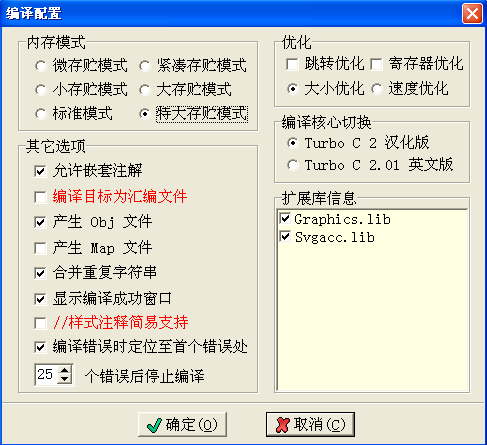 编译配置
内存模式
微存贮模式 紧凑存贮模式
小存贮模式 大存贮模式
标准模式 特大存贮模式
优化
跳转优化 寄存器优化
大小优化 速度优化
编译核心切换
Turbo C 2 汉化版
Turbo C 2.01 英文版
其它选项
允许嵌套注解
编译目标为汇编文件
产生 Obj 文件
产生 Map 文件
合并重复字符串
显示编译成功窗口
//样式注释简易支持
编译错误时定位至首个错误处
25 个错误后停止编译
扩展库信息
Graphics.lib
Svgacc.lib
确定(O) 取消(C)